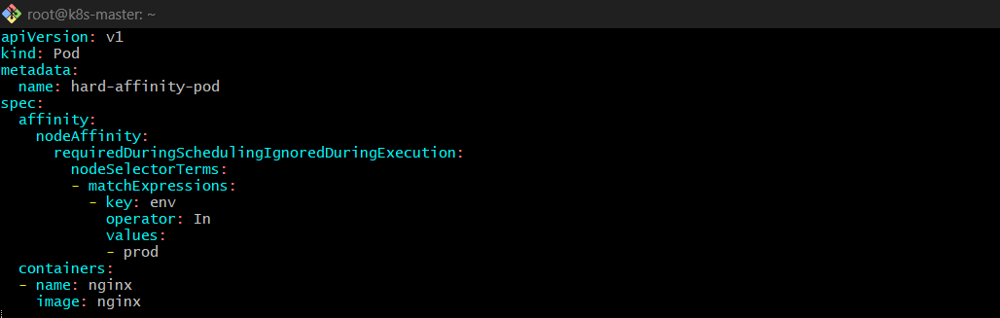 root@k8s-master: ~
apiVersion: v1
kind: Pod
metadata:
  name: hard-affinity-pod
spec:
  affinity:
    nodeAffinity:
      requiredDuringSchedulingIgnoredDuringExecution:
        nodeSelectorTerms:
        - matchExpressions:
          - key: env
            operator: In
            values:
            - prod
  containers:
  - name: nginx
    image: nginx